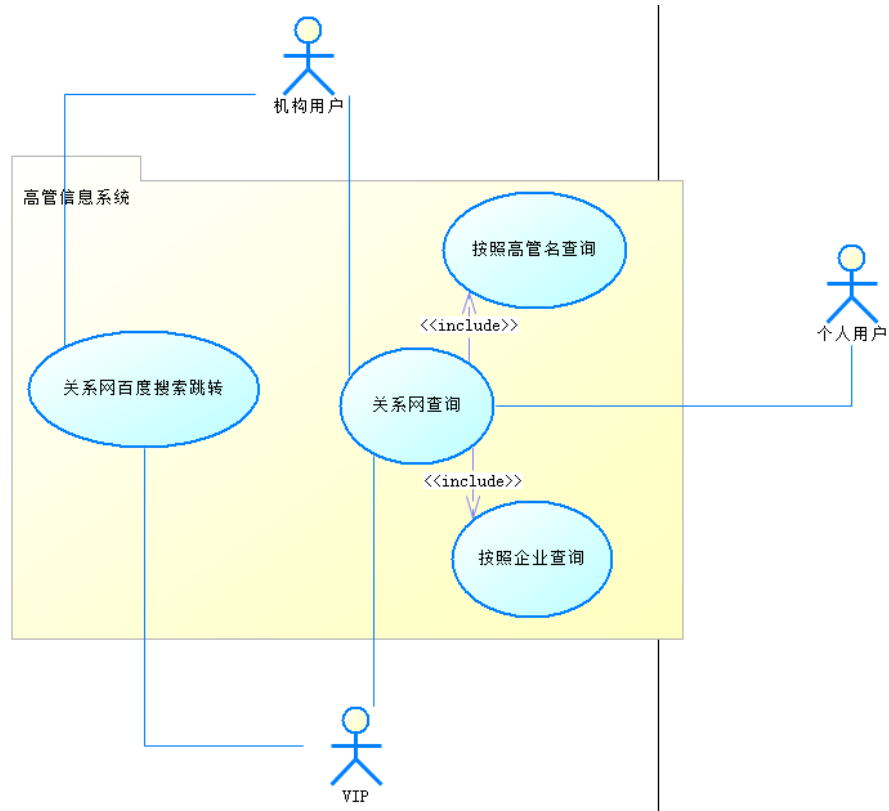 机构用户
高管信息系统
按照高管名查询
<<include>>
个人用户
关系网百度搜索跳转
关系网查询
<<include>>
按照企业查询
VIP